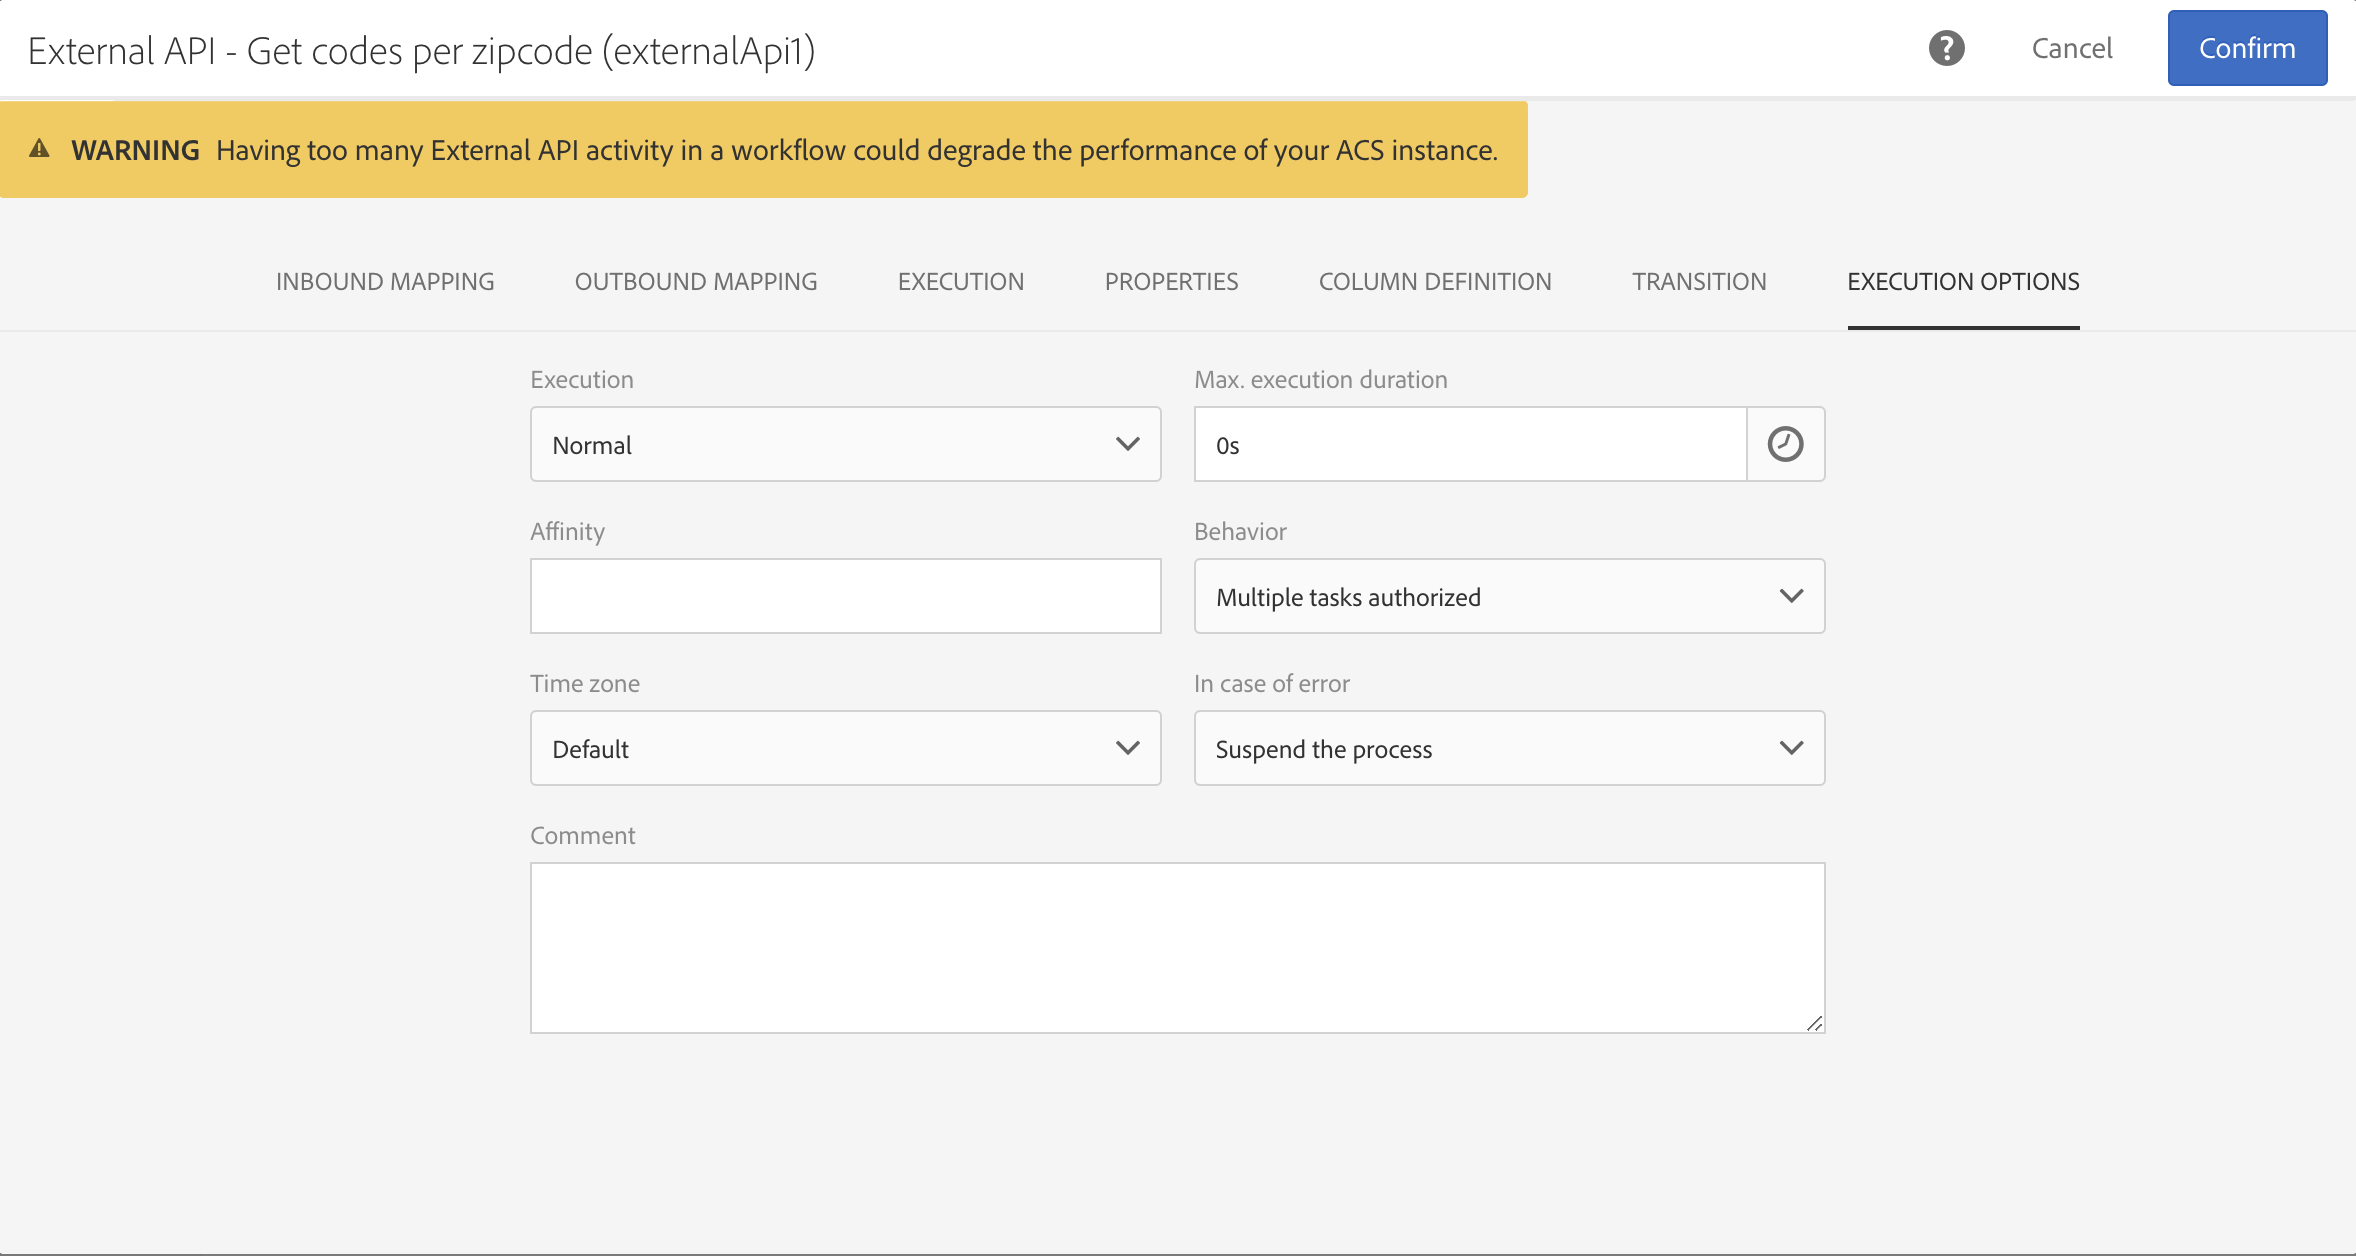 External API - Get codes per zipcode (externalApi1)
Cancel
Confirm
WARNING Having too many External API activity in a workflow could degrade the performance of your ACS instance.
INBOUND MAPPING
OUTBOUND MAPPING
EXECUTION
PROPERTIES
COLUMN DEFINITION
TRANSITION
EXECUTION OPTIONS
Execution
Normal
Max. execution duration
0s
Affinity
Behavior
Multiple tasks authorized
Time zone
Default
In case of error
Suspend the process
Comment